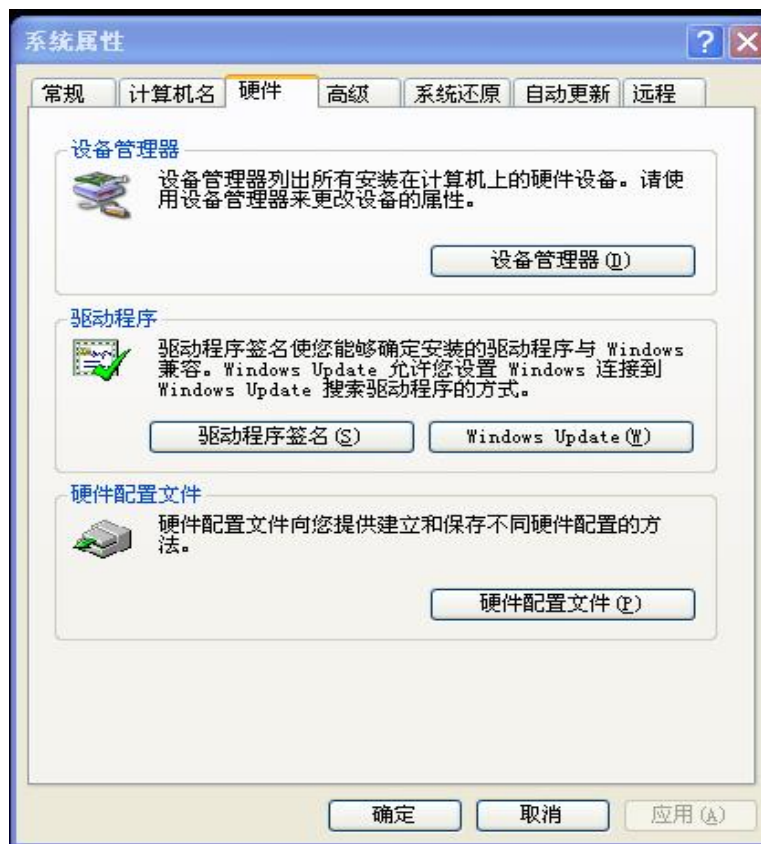 系统属性
常规 计算机名 硬件 高级 系统还原 自动更新 远程
设备管理器
设备管理器列出所有安装在计算机上的硬件设备。请使
用设备管理器来更改设备的属性。
设备管理器(D)
驱动程序
驱动程序签名使您能够确定安装的驱动程序与 Windows
兼容。Windows Update 允许您设置 Windows 连接到
Windows Update 搜索驱动程序的方式。
驱动程序签名(S) Windows Update(W)
硬件配置文件
硬件配置文件向您提供建立和保存不同硬件配置的方
法。
硬件配置文件(P)
确定 取消 应用(A)